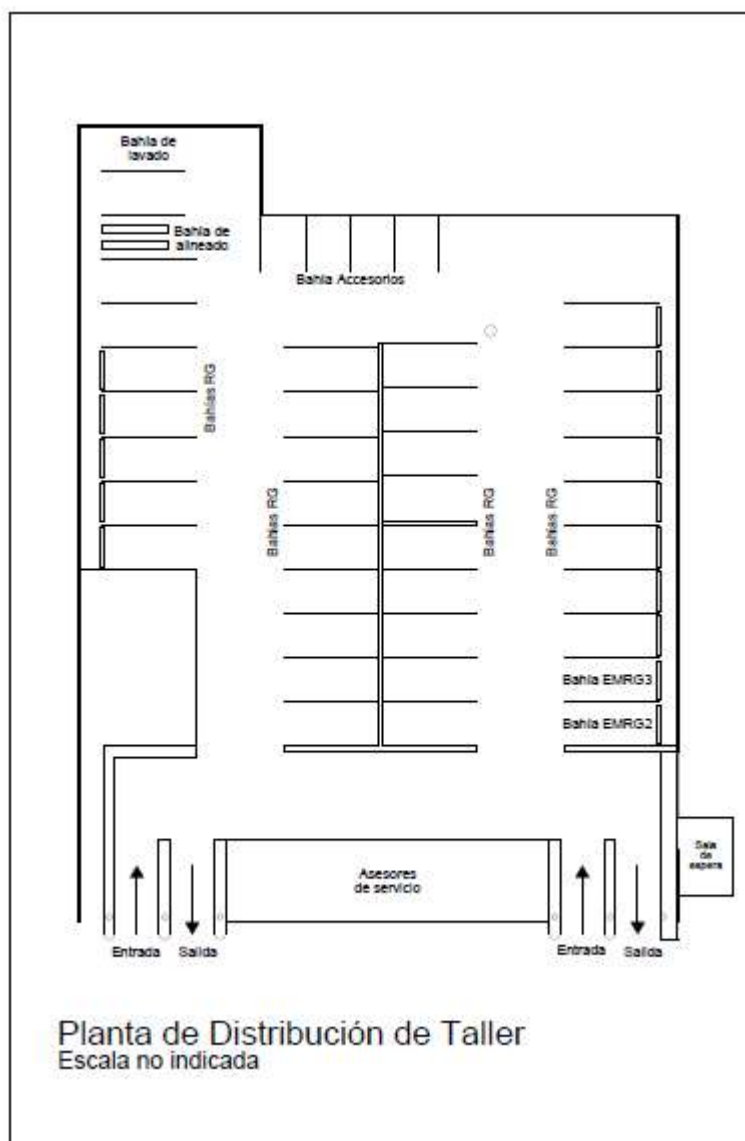 Bahía de
lavado
Bahía de
alineado
Bahía Accesorios
Bahías RG
Bahías RG
Bahías RG
Bahías RG
Bahía EMRG3
Bahía EMRG2
Sala
de
espera
Asesores
de servicio
Entrada
Salida
Entrada
Salida
Planta de Distribución de Taller
Escala no indicada